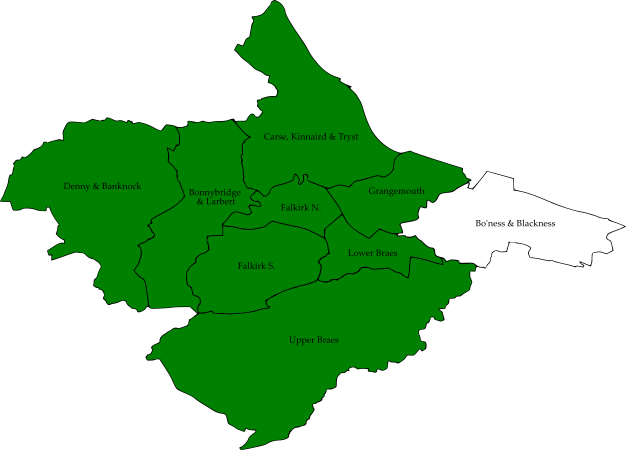 Carse, Kinnaird & Tryst
Denny & Banknock
Bonnybridge
& Larbert
Grangemouth
Falkirk N.
Bo'ness & Blackness
Lower Braes
Falkirk S.
Upper Braes